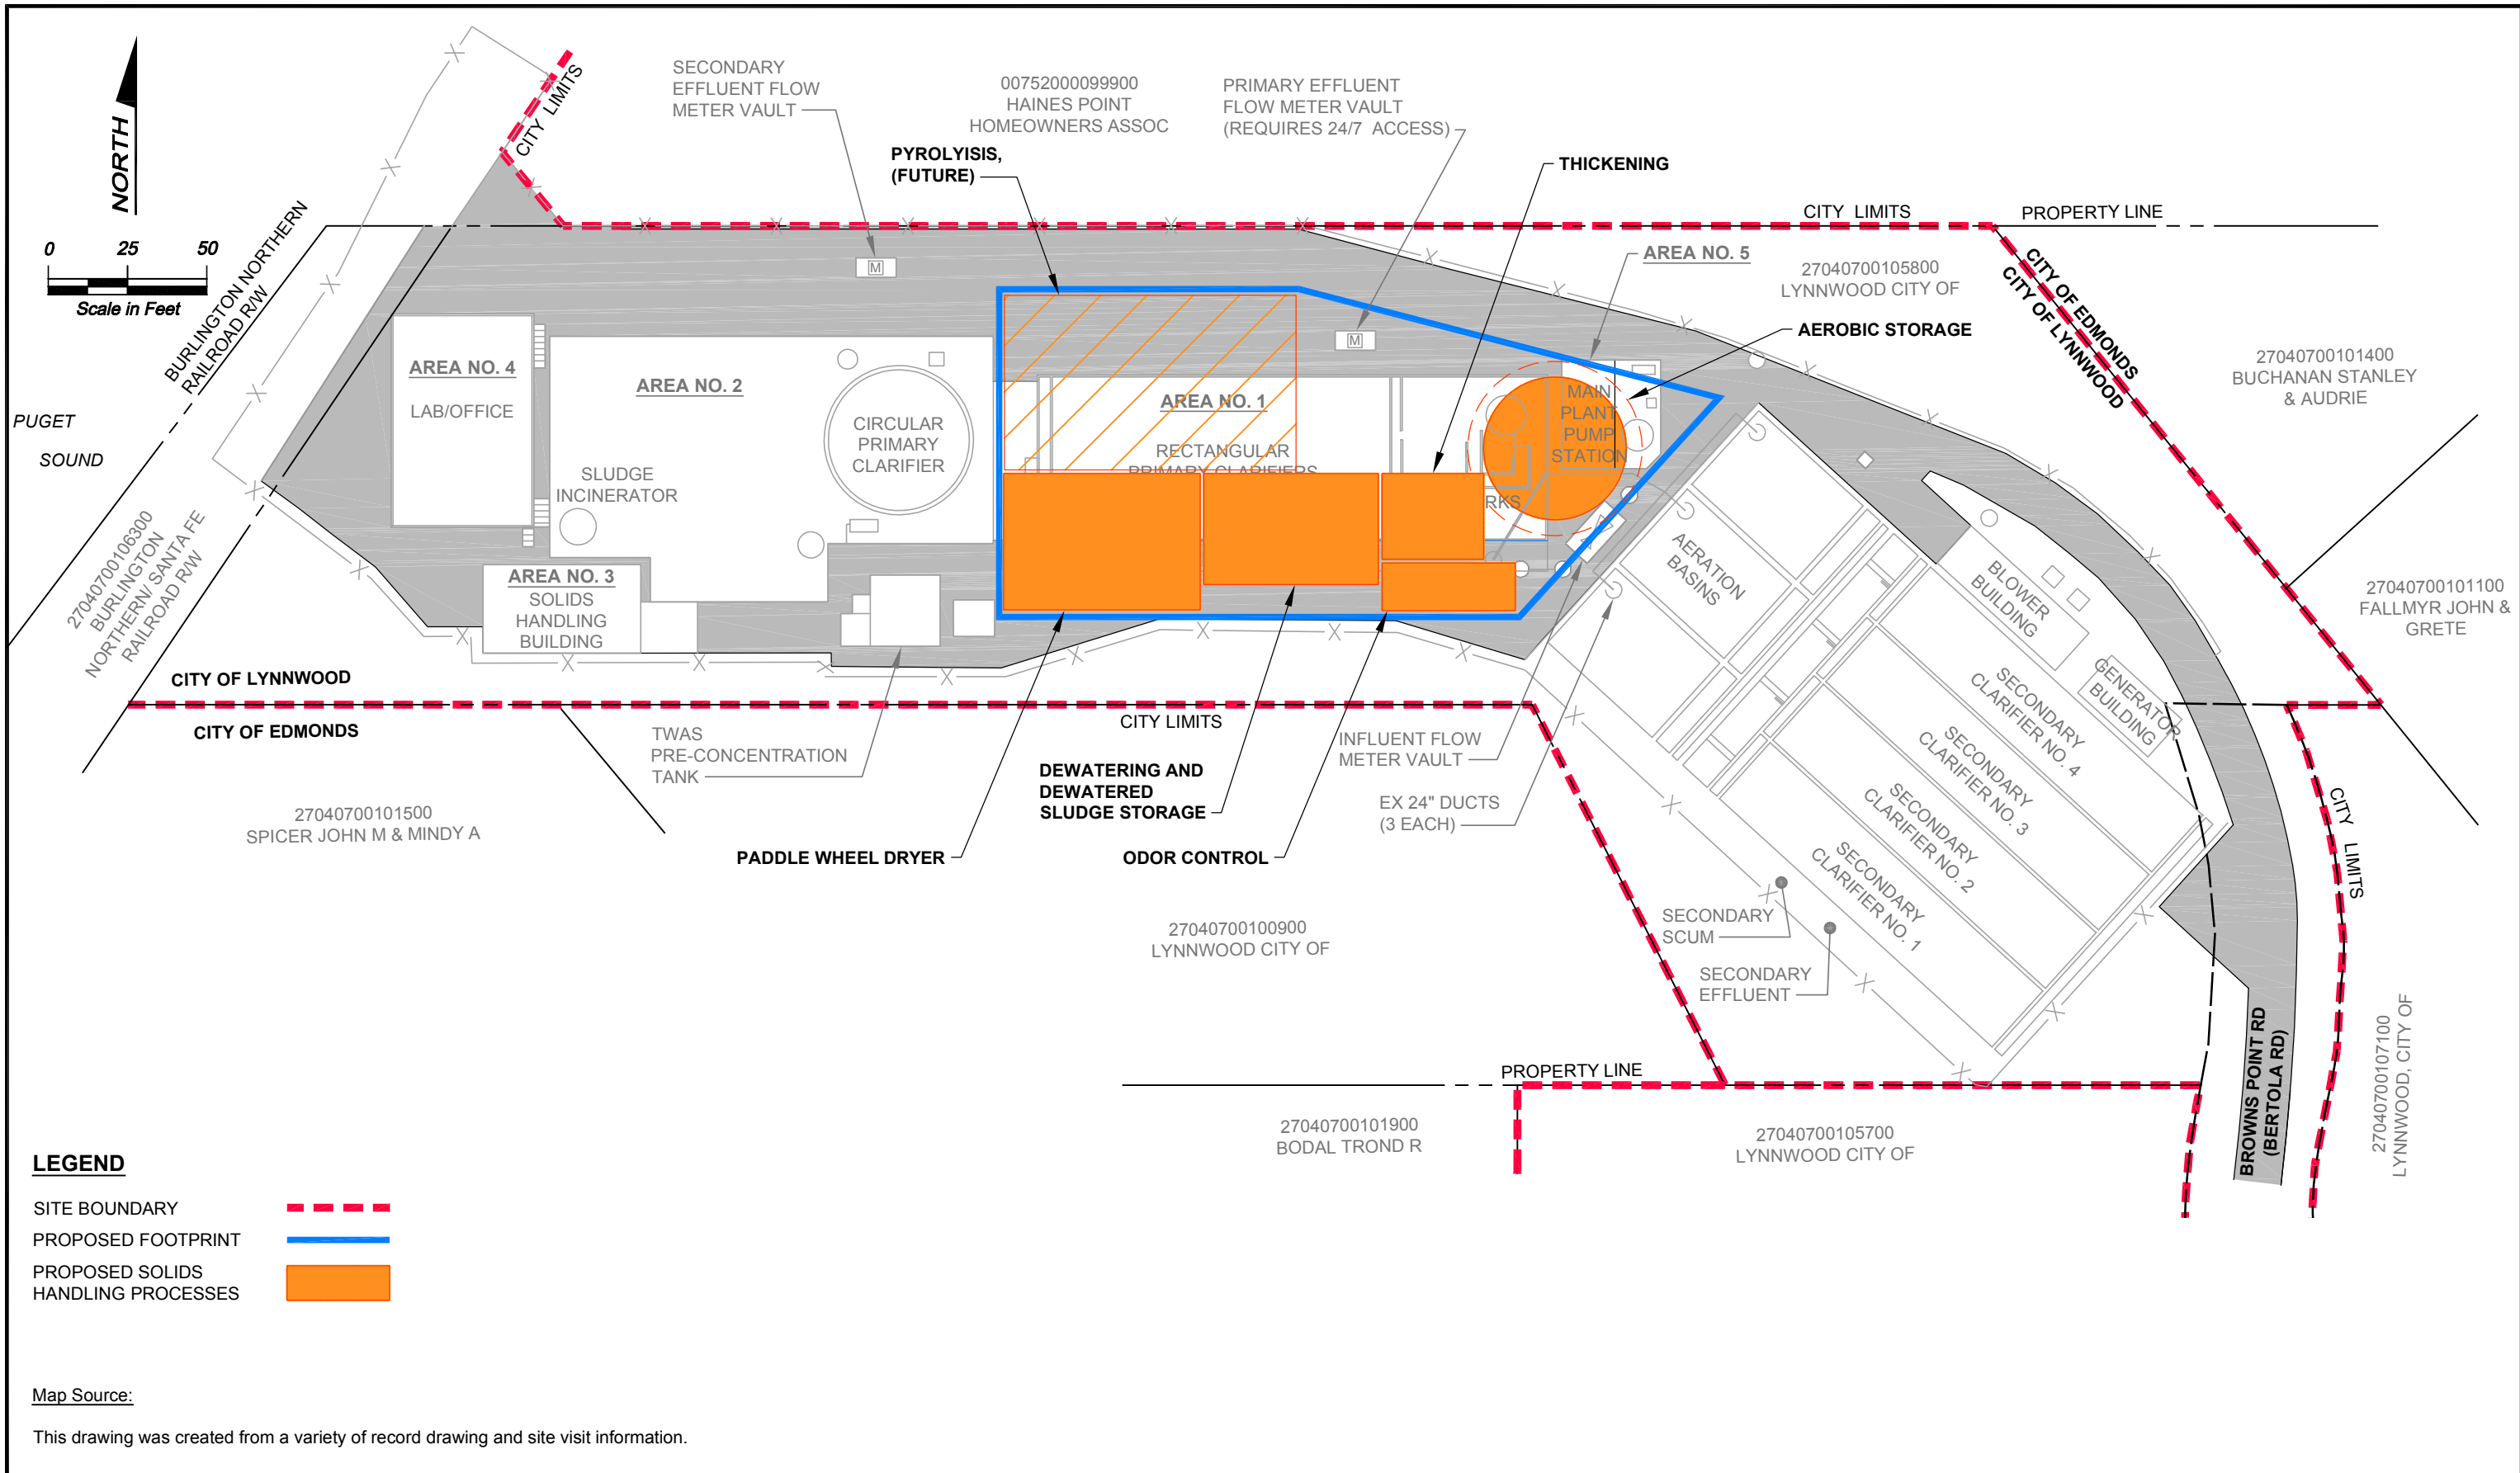 NORTH
0 25 50
Scale in Feet
CITY LIMITS
SECONDARY
EFFLUENT FLOW
METER VAULT
00752000099900
HAINES POINT
HOMEOWNERS ASSOC
PRIMARY EFFLUENT
FLOW METER VAULT
(REQUIRES 24/7 ACCESS)
PYROLYISIS,
(FUTURE)
THICKENING
CITY LIMITS
PROPERTY LINE
AREA NO. 5
27040700105800
LYNNWOOD CITY OF
CITY OF EDMONDS
CITY OF LYNNWOOD
AEROBIC STORAGE
27040700101400
BUCHANAN STANLEY
& AUDRIE
BURLINGTON NORTHERN
RAILROAD R/W
PUGET
SOUND
M
M
AREA NO. 4
LAB/OFFICE
AREA NO. 2
CIRCULAR
PRIMARY
CLARIFIER
SLUDGE
INCINERATOR
AREA NO. 1
RECTANGULAR
PRIMARY CLARIFIERS
MAIN
PLANT
PUMP
STATION
RKS
AREA NO. 3
SOLIDS
HANDLING
BUILDING
AERATION
BASINS
BLOWER
BUILDING
GENERATOR
BUILDING
27040700101100
FALLMYR JOHN &
GRETE
27040700106300
BURLINGTON
NORTHERN/ SANTA FE
RAILROAD R/W
CITY OF LYNNWOOD
CITY OF EDMONDS
TWAS
PRE-CONCENTRATION
TANK
CITY LIMITS
DEWATERING AND
DEWATERED
SLUDGE STORAGE
INFLUENT FLOW
METER VAULT
EX 24" DUCTS
(3 EACH)
27040700101500
SPICER JOHN M & MINDY A
PADDLE WHEEL DRYER
ODOR CONTROL
SECONDARY
CLARIFIER NO. 4
SECONDARY
CLARIFIER NO. 3
SECONDARY
CLARIFIER NO. 2
SECONDARY
CLARIFIER NO. 1
CITY LIMITS
27040700100900
LYNNWOOD CITY OF
SECONDARY
SCUM
SECONDARY
EFFLUENT
PROPERTY LINE
27040700101900
BODAL TROND R
27040700105700
LYNNWOOD CITY OF
BROWNS POINT RD
(BERTOLA RD)
27040700107100
LYNNWOOD, CITY OF
LEGEND
SITE BOUNDARY
PROPOSED FOOTPRINT
PROPOSED SOLIDS
HANDLING PROCESSES
Map Source:
This drawing was created from a variety of record drawing and site visit information.